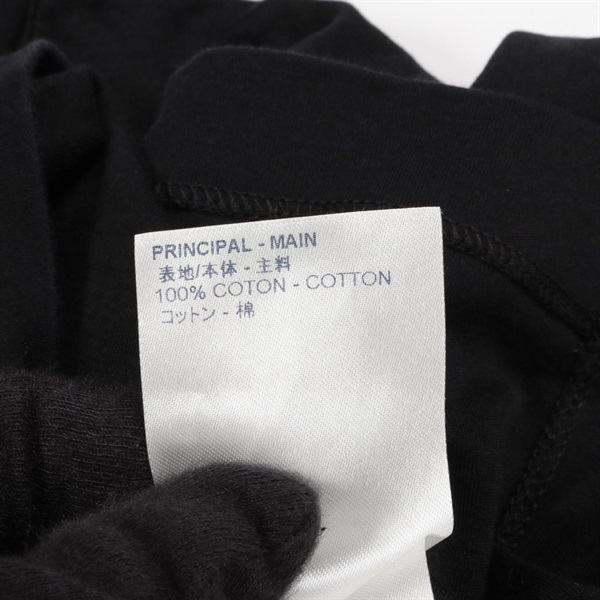 PRINCIPAL - MAIN
表地/本体 - 主料
100% COTON - COTTON
コットン - 棉